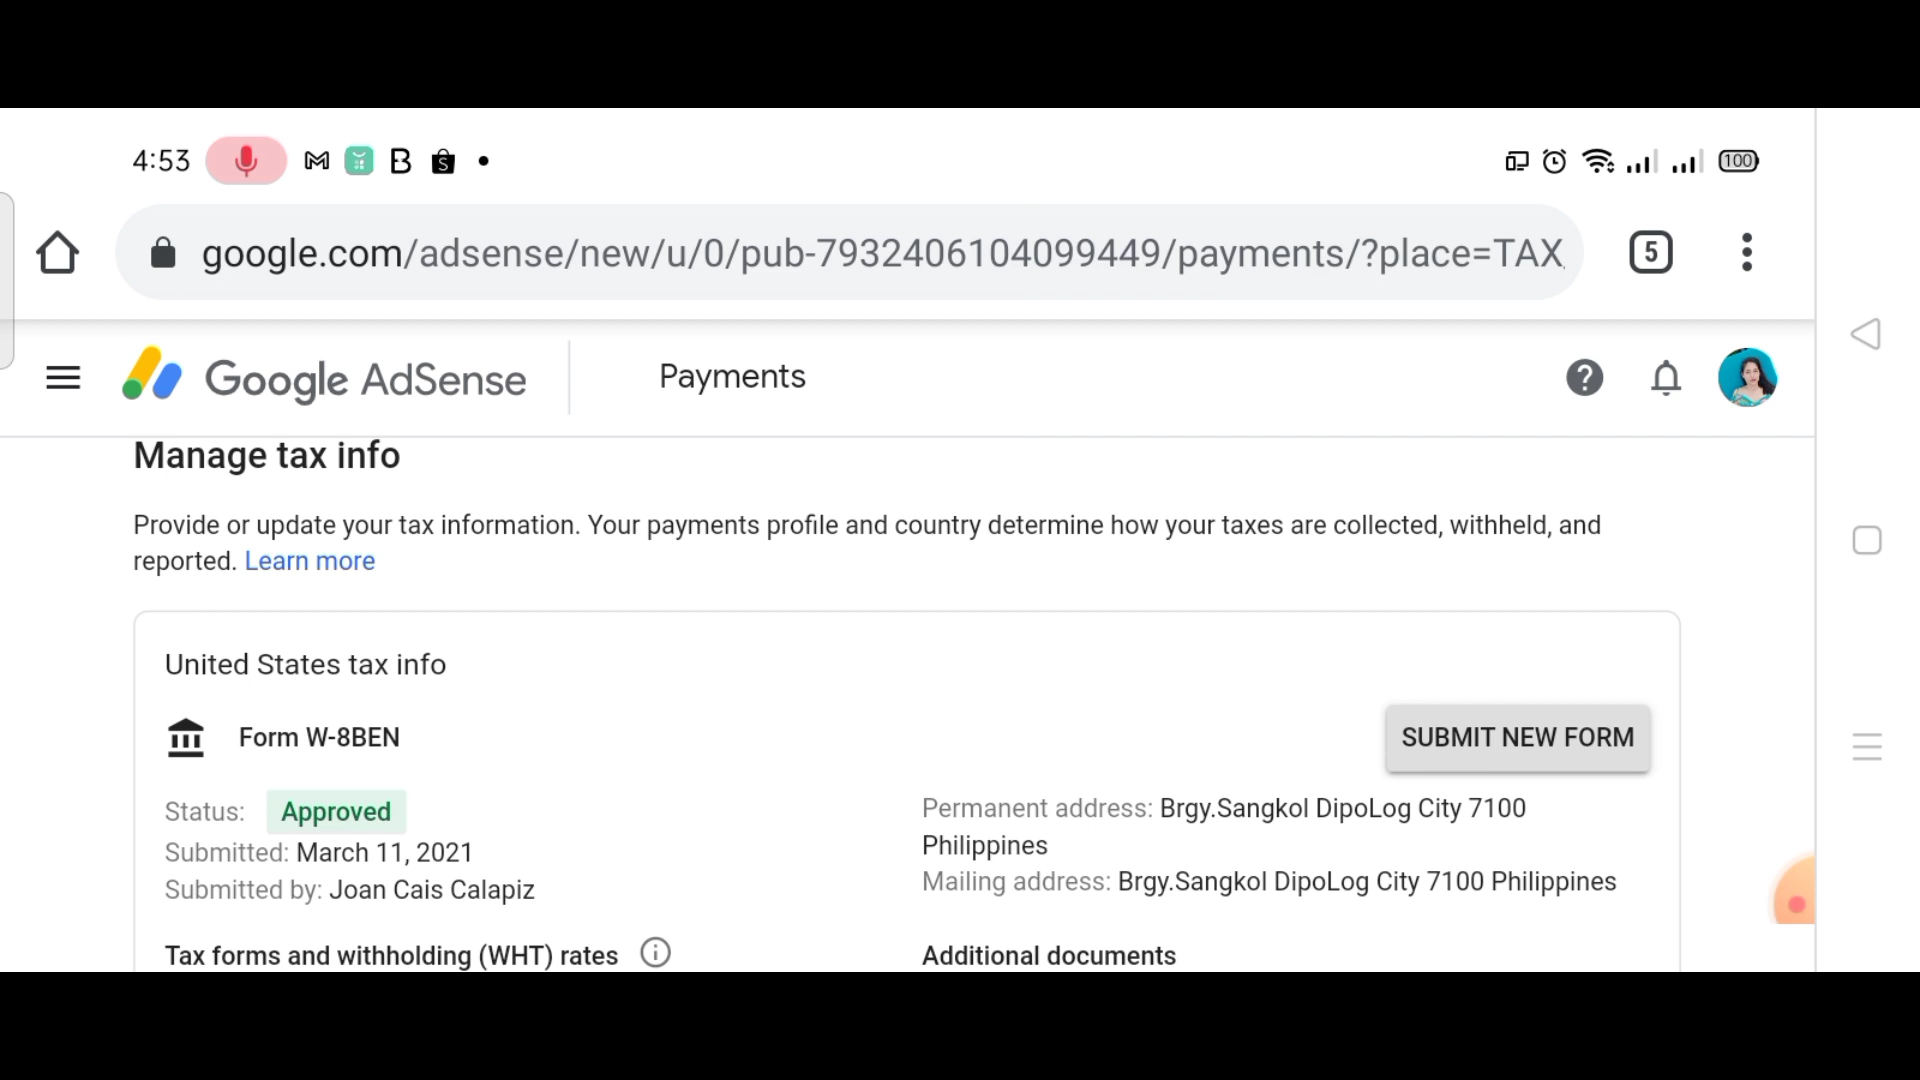 4:53
100
google.com/adsense/new/u/0/pub-7932406104099449/payments/?place=TAX
5
Google AdSense
Payments
Manage tax info
Provide or update your tax information. Your payments profile and country determine how your taxes are collected, withheld, and
reported. Learn more
United States tax info
Form W-8BEN
SUBMIT NEW FORM
Status: Approved
Submitted: March 11, 2021
Submitted by: Joan Cais Calapiz
Permanent address: Brgy.Sangkol DipoLog City 7100
Philippines
Mailing address: Brgy.Sangkol DipoLog City 7100 Philippines
Tax forms and withholding (WHT) rates
Additional documents